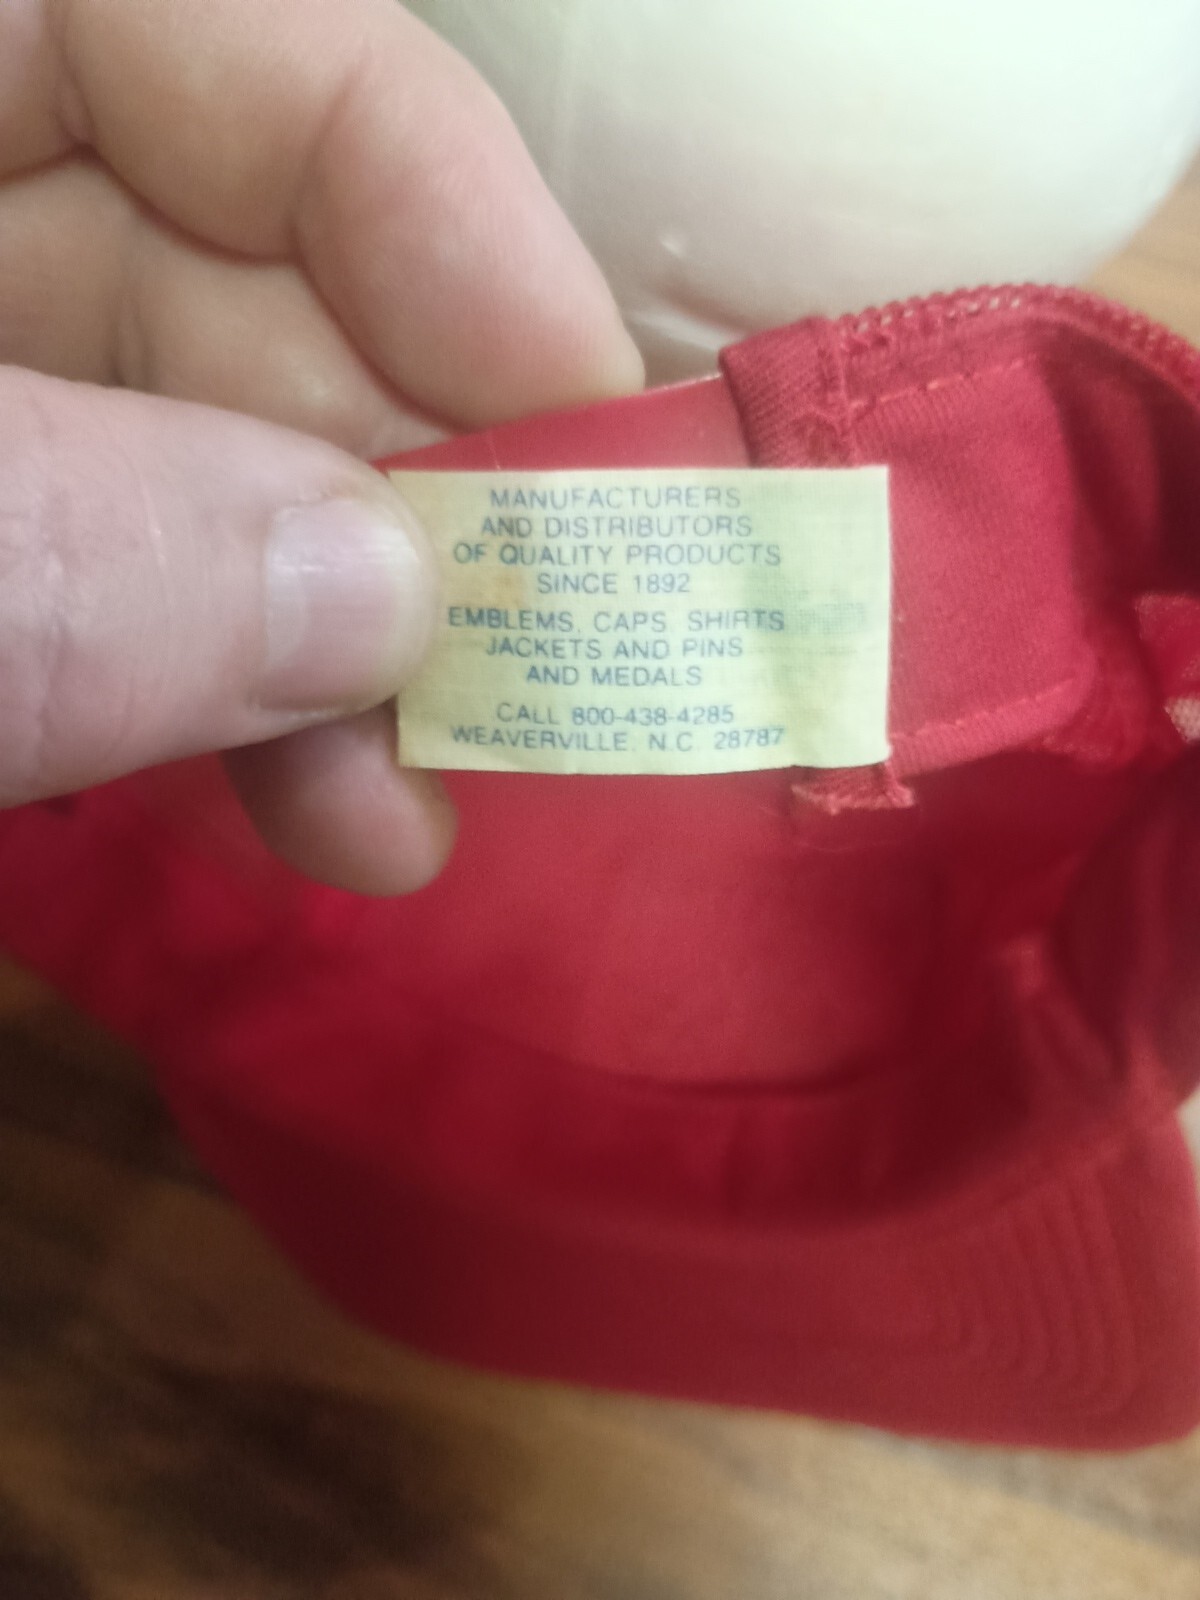 MANUFACTURERS
AND DISTRIBUTORS
OF QUALITY PRODUCTS
SINCE 1892
EMBLEMS, CAPS, SHIRTS
JACKETS AND PINS
AND MEDALS
CALL 800-438-4285
WEAVERVILLE, N.C. 28787